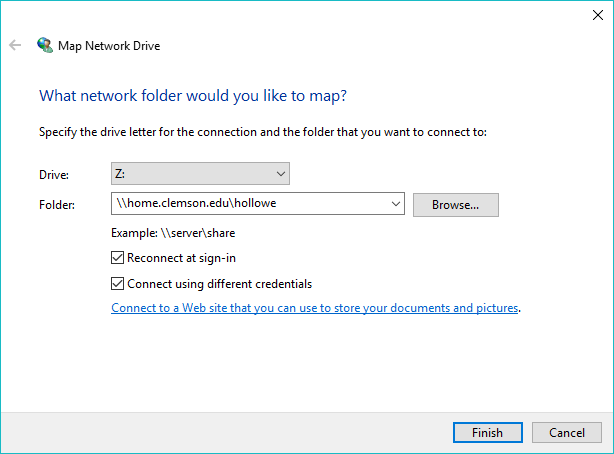 Map Network Drive
What network folder would you like to map?
Specify the drive letter for the connection and the folder that you want to connect to:
Drive: Z:
Folder: \\home.clemson.edu\hollowe Browse...
Example: \\server\share
Reconnect at sign-in
Connect using different credentials
Connect to a Web site that you can use to store your documents and pictures.
Finish Cancel